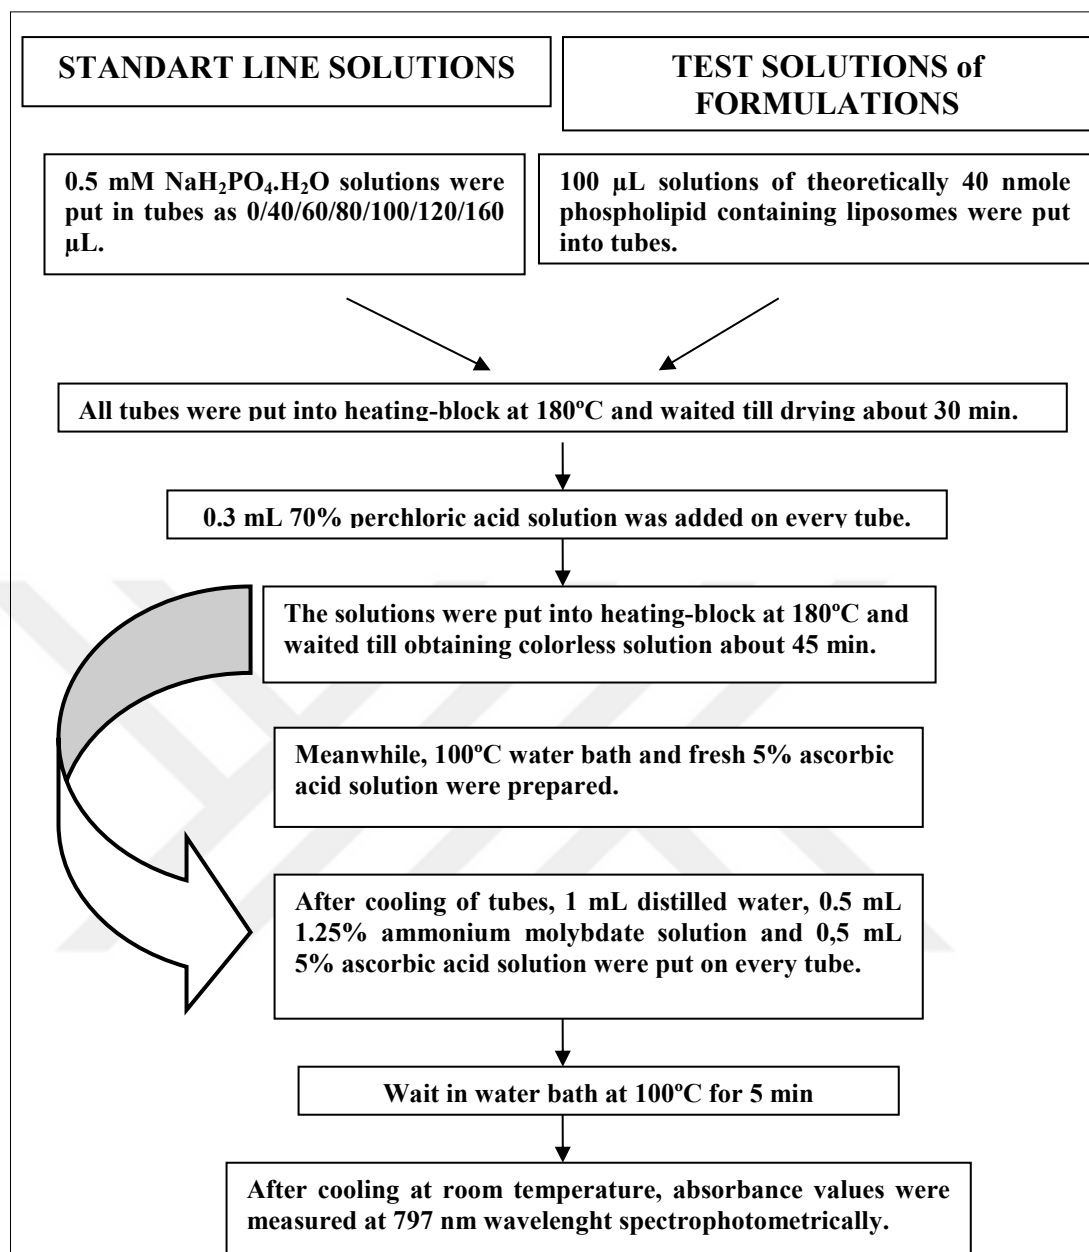 STANDART LINE SOLUTIONS
TEST SOLUTIONS of
FORMULATIONS
0.5 mM NaH₂PO₄.H₂O solutions were
put in tubes as 0/40/60/80/100/120/160
µL.
100 µL solutions of theoretically 40 nmole
phospholipid containing liposomes were put
into tubes.
All tubes were put into heating-block at 180ºC and waited till drying about 30 min.
0.3 mL 70% perchloric acid solution was added on every tube.
The solutions were put into heating-block at 180ºC and
waited till obtaining colorless solution about 45 min.
Meanwhile, 100ºC water bath and fresh 5% ascorbic
acid solution were prepared.
After cooling of tubes, 1 mL distilled water, 0.5 mL
1.25% ammonium molybdate solution and 0,5 mL
5% ascorbic acid solution were put on every tube.
Wait in water bath at 100ºC for 5 min
After cooling at room temperature, absorbance values were
measured at 797 nm wavelenght spectrophotometrically.